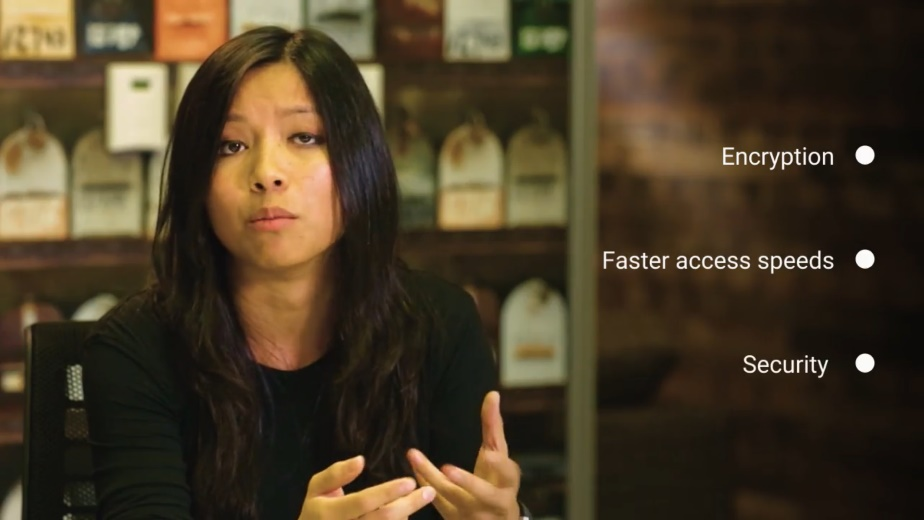 Encryption
Faster access speeds
Security